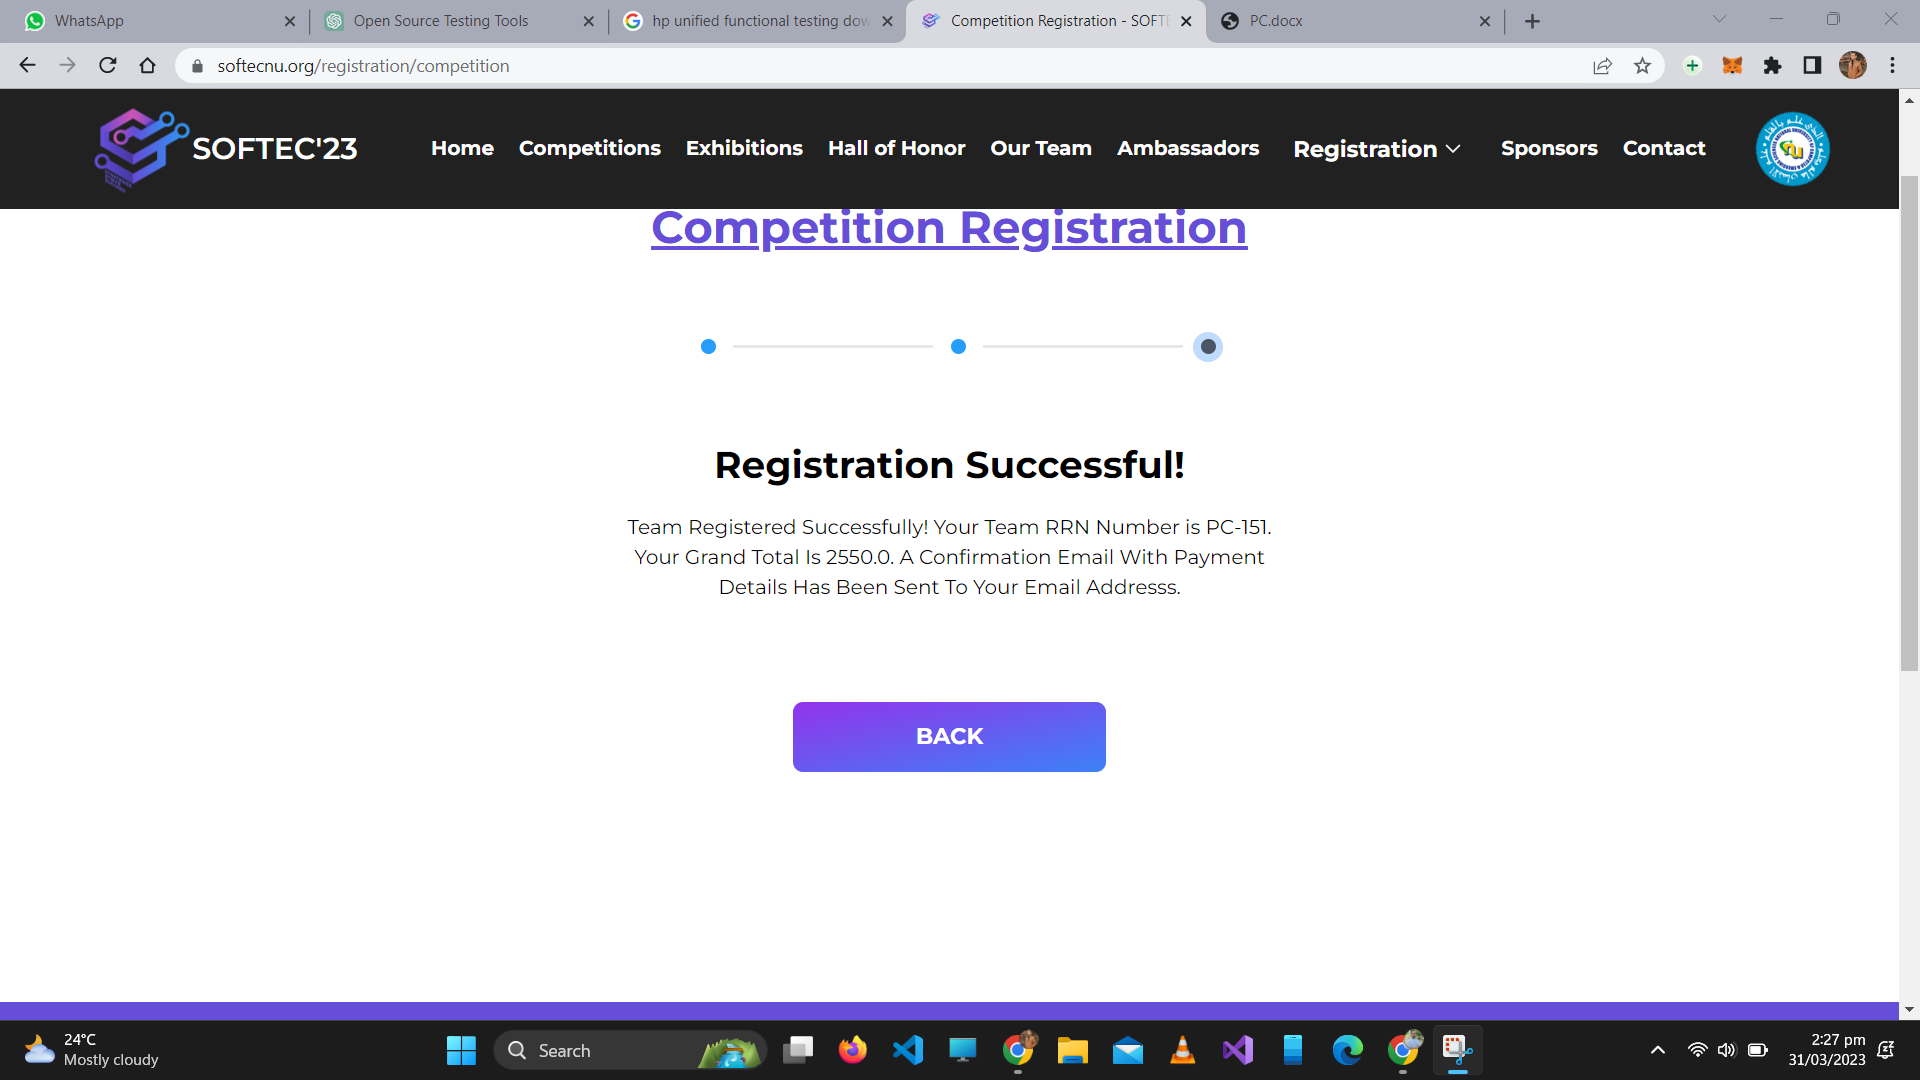 WhatsApp
Open Source Testing Tools
hp unified functional testing dow
Competition Registration - SOFTE
PC.docx
softecnu.org/registration/competition
SOFTEC'23
Home
Competitions
Exhibitions
Hall of Honor
Our Team
Ambassadors
Registration
Sponsors
Contact
Competition Registration
Registration Successful!
Team Registered Successfully! Your Team RRN Number is PC-151.
Your Grand Total Is 2550.0. A Confirmation Email With Payment
Details Has Been Sent To Your Email Addresss.
BACK
24°C
Mostly cloudy
Search
2:27 pm
31/03/2023